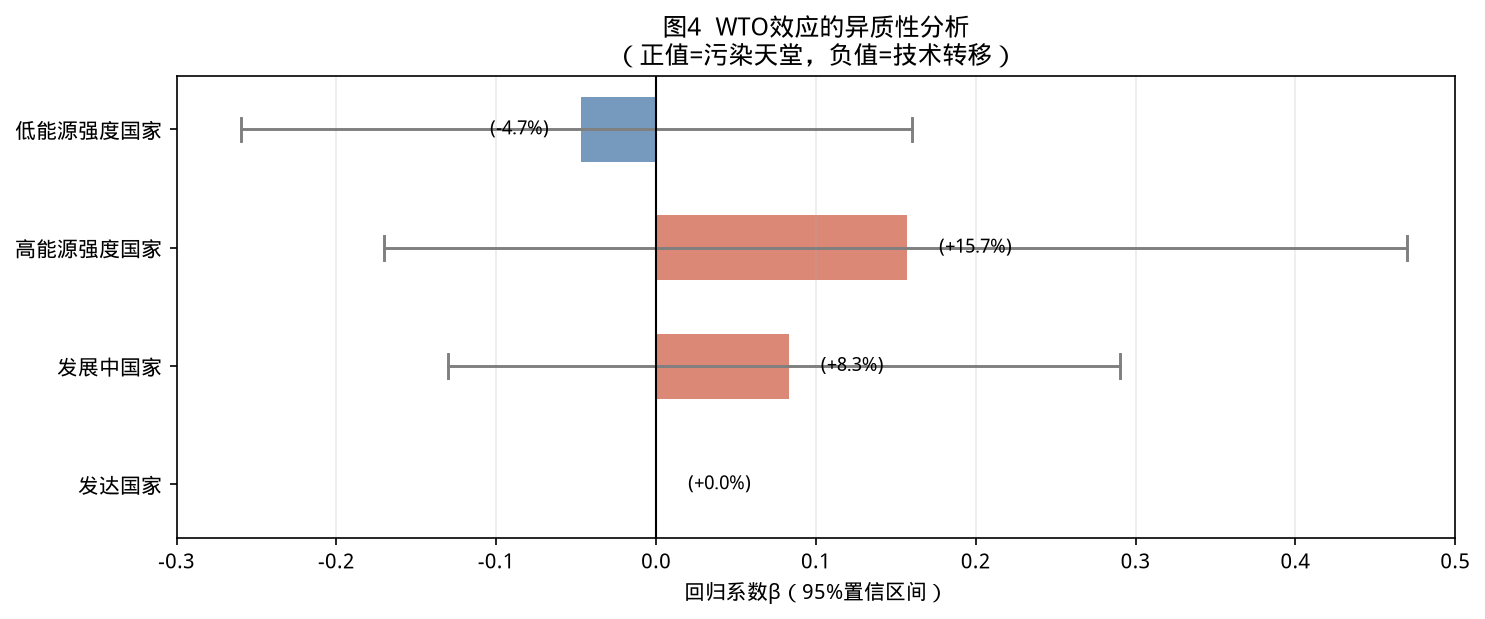 图4 WTO效应的异质性分析
（正值=污染天堂，负值=技术转移）
低能源强度国家
(-4.7%)
高能源强度国家
(+15.7%)
发展中国家
(+8.3%)
发达国家
(+0.0%)
-0.3 -0.2 -0.1 0.0 0.1 0.2 0.3 0.4 0.5
回归系数β（95%置信区间）